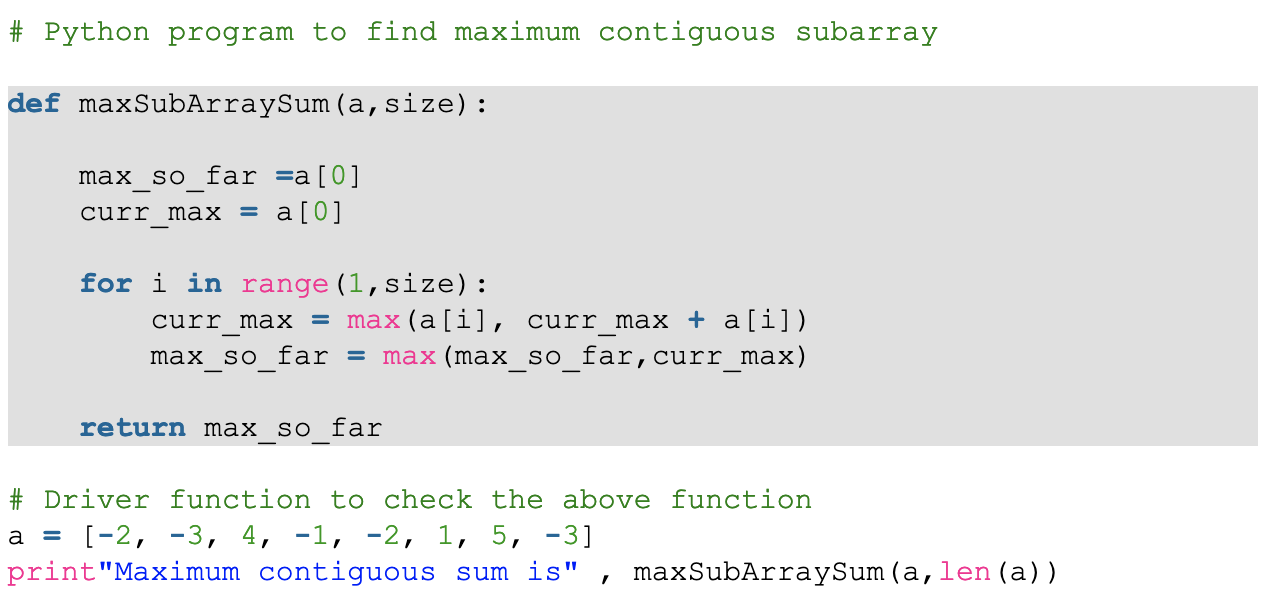 # Python program to find maximum contiguous subarray
def maxSubArraySum(a,size):
max_so_far =a[0]
curr_max = a[0]
for i in range(1,size):
curr_max = max(a[i], curr_max + a[i])
max_so_far = max(max_so_far,curr_max)
return max_so_far
# Driver function to check the above function
a = [-2, -3, 4, -1, -2, 1, 5, -3]
print"Maximum contiguous sum is" , maxSubArraySum(a,len(a))